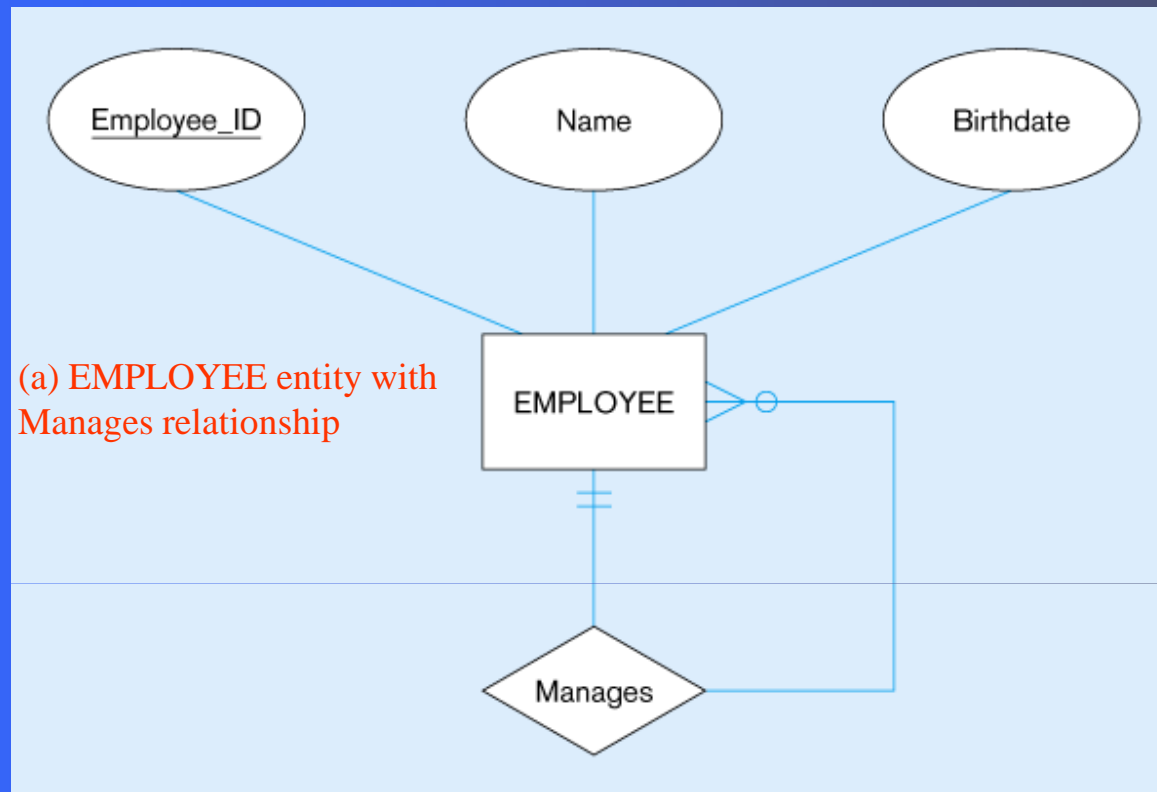 Employee_ID
Name
Birthdate
(a) EMPLOYEE entity with
Manages relationship
EMPLOYEE
Manages